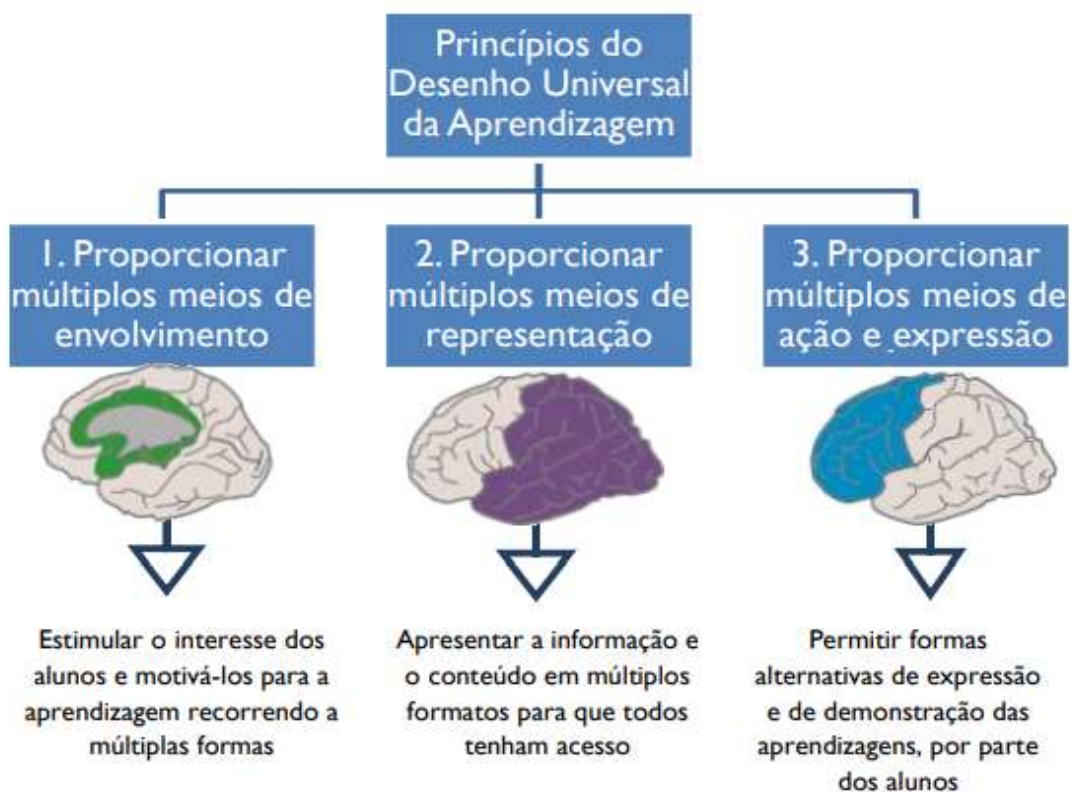 Princípios do
Desenho Universal
da Aprendizagem
1. Proporcionar
múltiplos meios de
envolvimento
2. Proporcionar
múltiplos meios de
representação
3. Proporcionar
múltiplos meios de
ação e expressão
Estimular o interesse dos
alunos e motivá-los para a
aprendizagem recorrendo a
múltiplas formas
Apresentar a informação e
o conteúdo em múltiplos
formatos para que todos
tenham acesso
Permitir formas
alternativas de expressão
e de demonstração das
aprendizagens, por parte
dos alunos